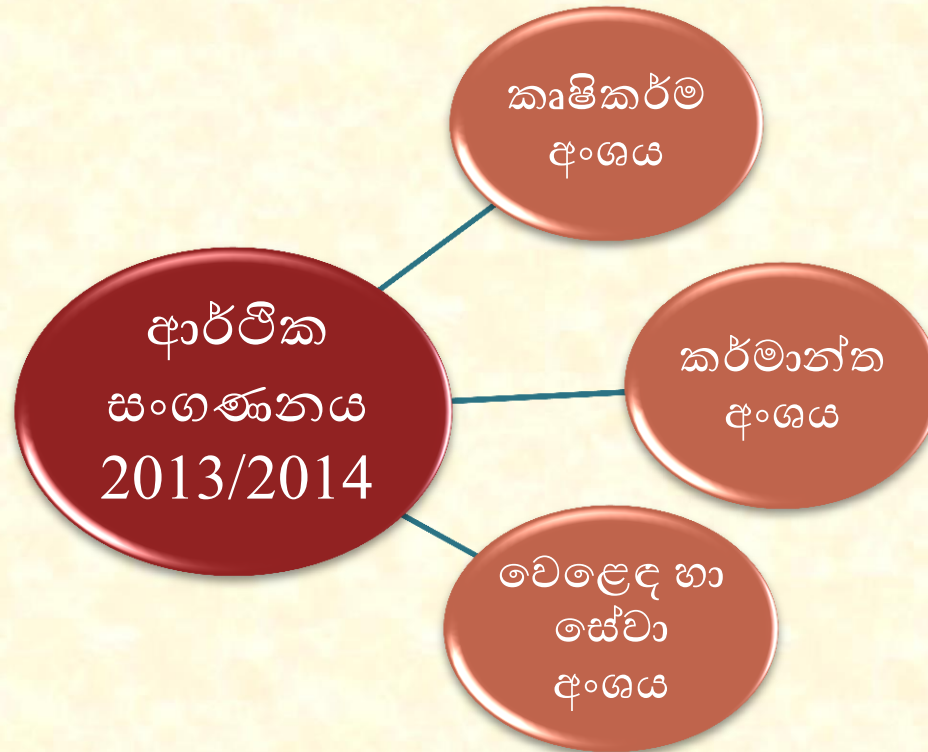 කෘෂිකර්ම
අංශය
ආර්ථික
සංගණනය
2013/2014
කර්මාන්ත
අංශය
වෙළෙඳ හා
සේවා
අංශය